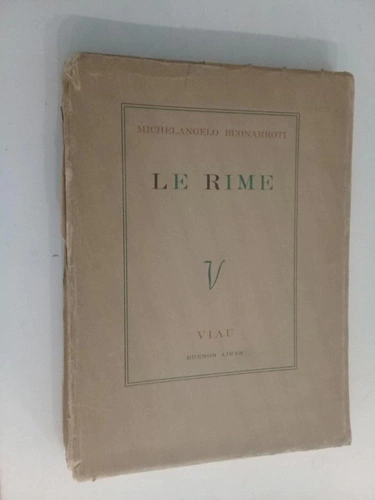 MICHELANGELO BUONARROTI
LE RIME
V
VIAU
BUENOS AIRES